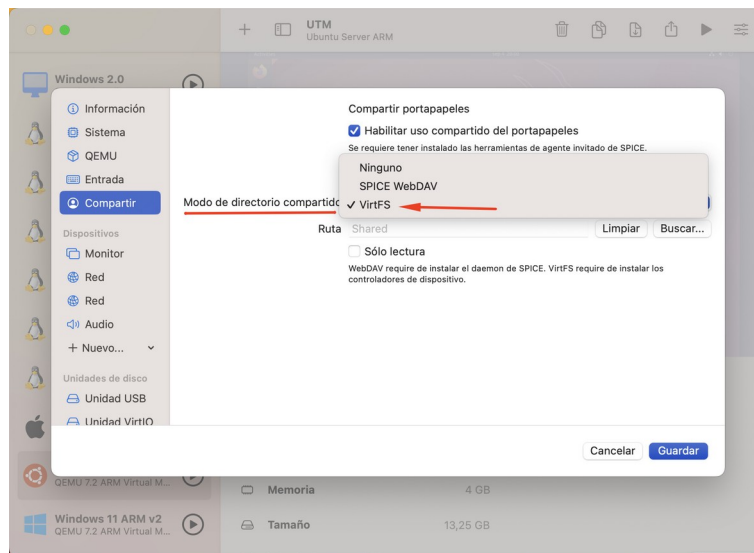 UTM
Ubuntu Server ARM
Windows 2.0
Información
Sistema
QEMU
Entrada
Compartir
Dispositivos
Monitor
Red
Red
Audio
+ Nuevo...
Unidades de disco
Unidad USB
Unidad VirtIO
Compartir portapapeles
Habilitar uso compartido del portapapeles
Se requiere tener instalado las herramientas de agente invitado de SPICE.
Modo de directorio compartido
Ninguno
SPICE WebDAV
✓ VirtFS
Ruta Shared Limpiar Buscar...
Sólo lectura
WebDAV require de instalar el daemon de SPICE. VirtFS require de instalar los
controladores de dispositivo.
Cancelar Guardar
QEMU 7.2 ARM Virtual M...
Memoria 4 GB
Windows 11 ARM v2
QEMU 7.2 ARM Virtual M...
Tamaño 13,25 GB